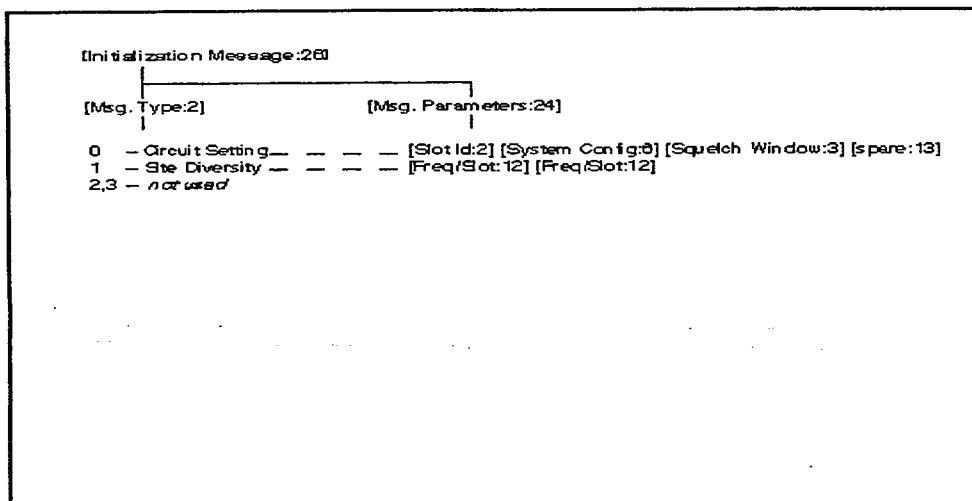 [Initialization Message:26]
[Msg. Type:2] [Msg. Parameters:24]
0 – Circuit Setting — — — — — [Slot Id:2] [System Config:6] [Squelch Window:3] [spare:13]
1 – Site Diversity — — — — — [Freq/Slot:12] [Freq/Slot:12]
2,3 – not used